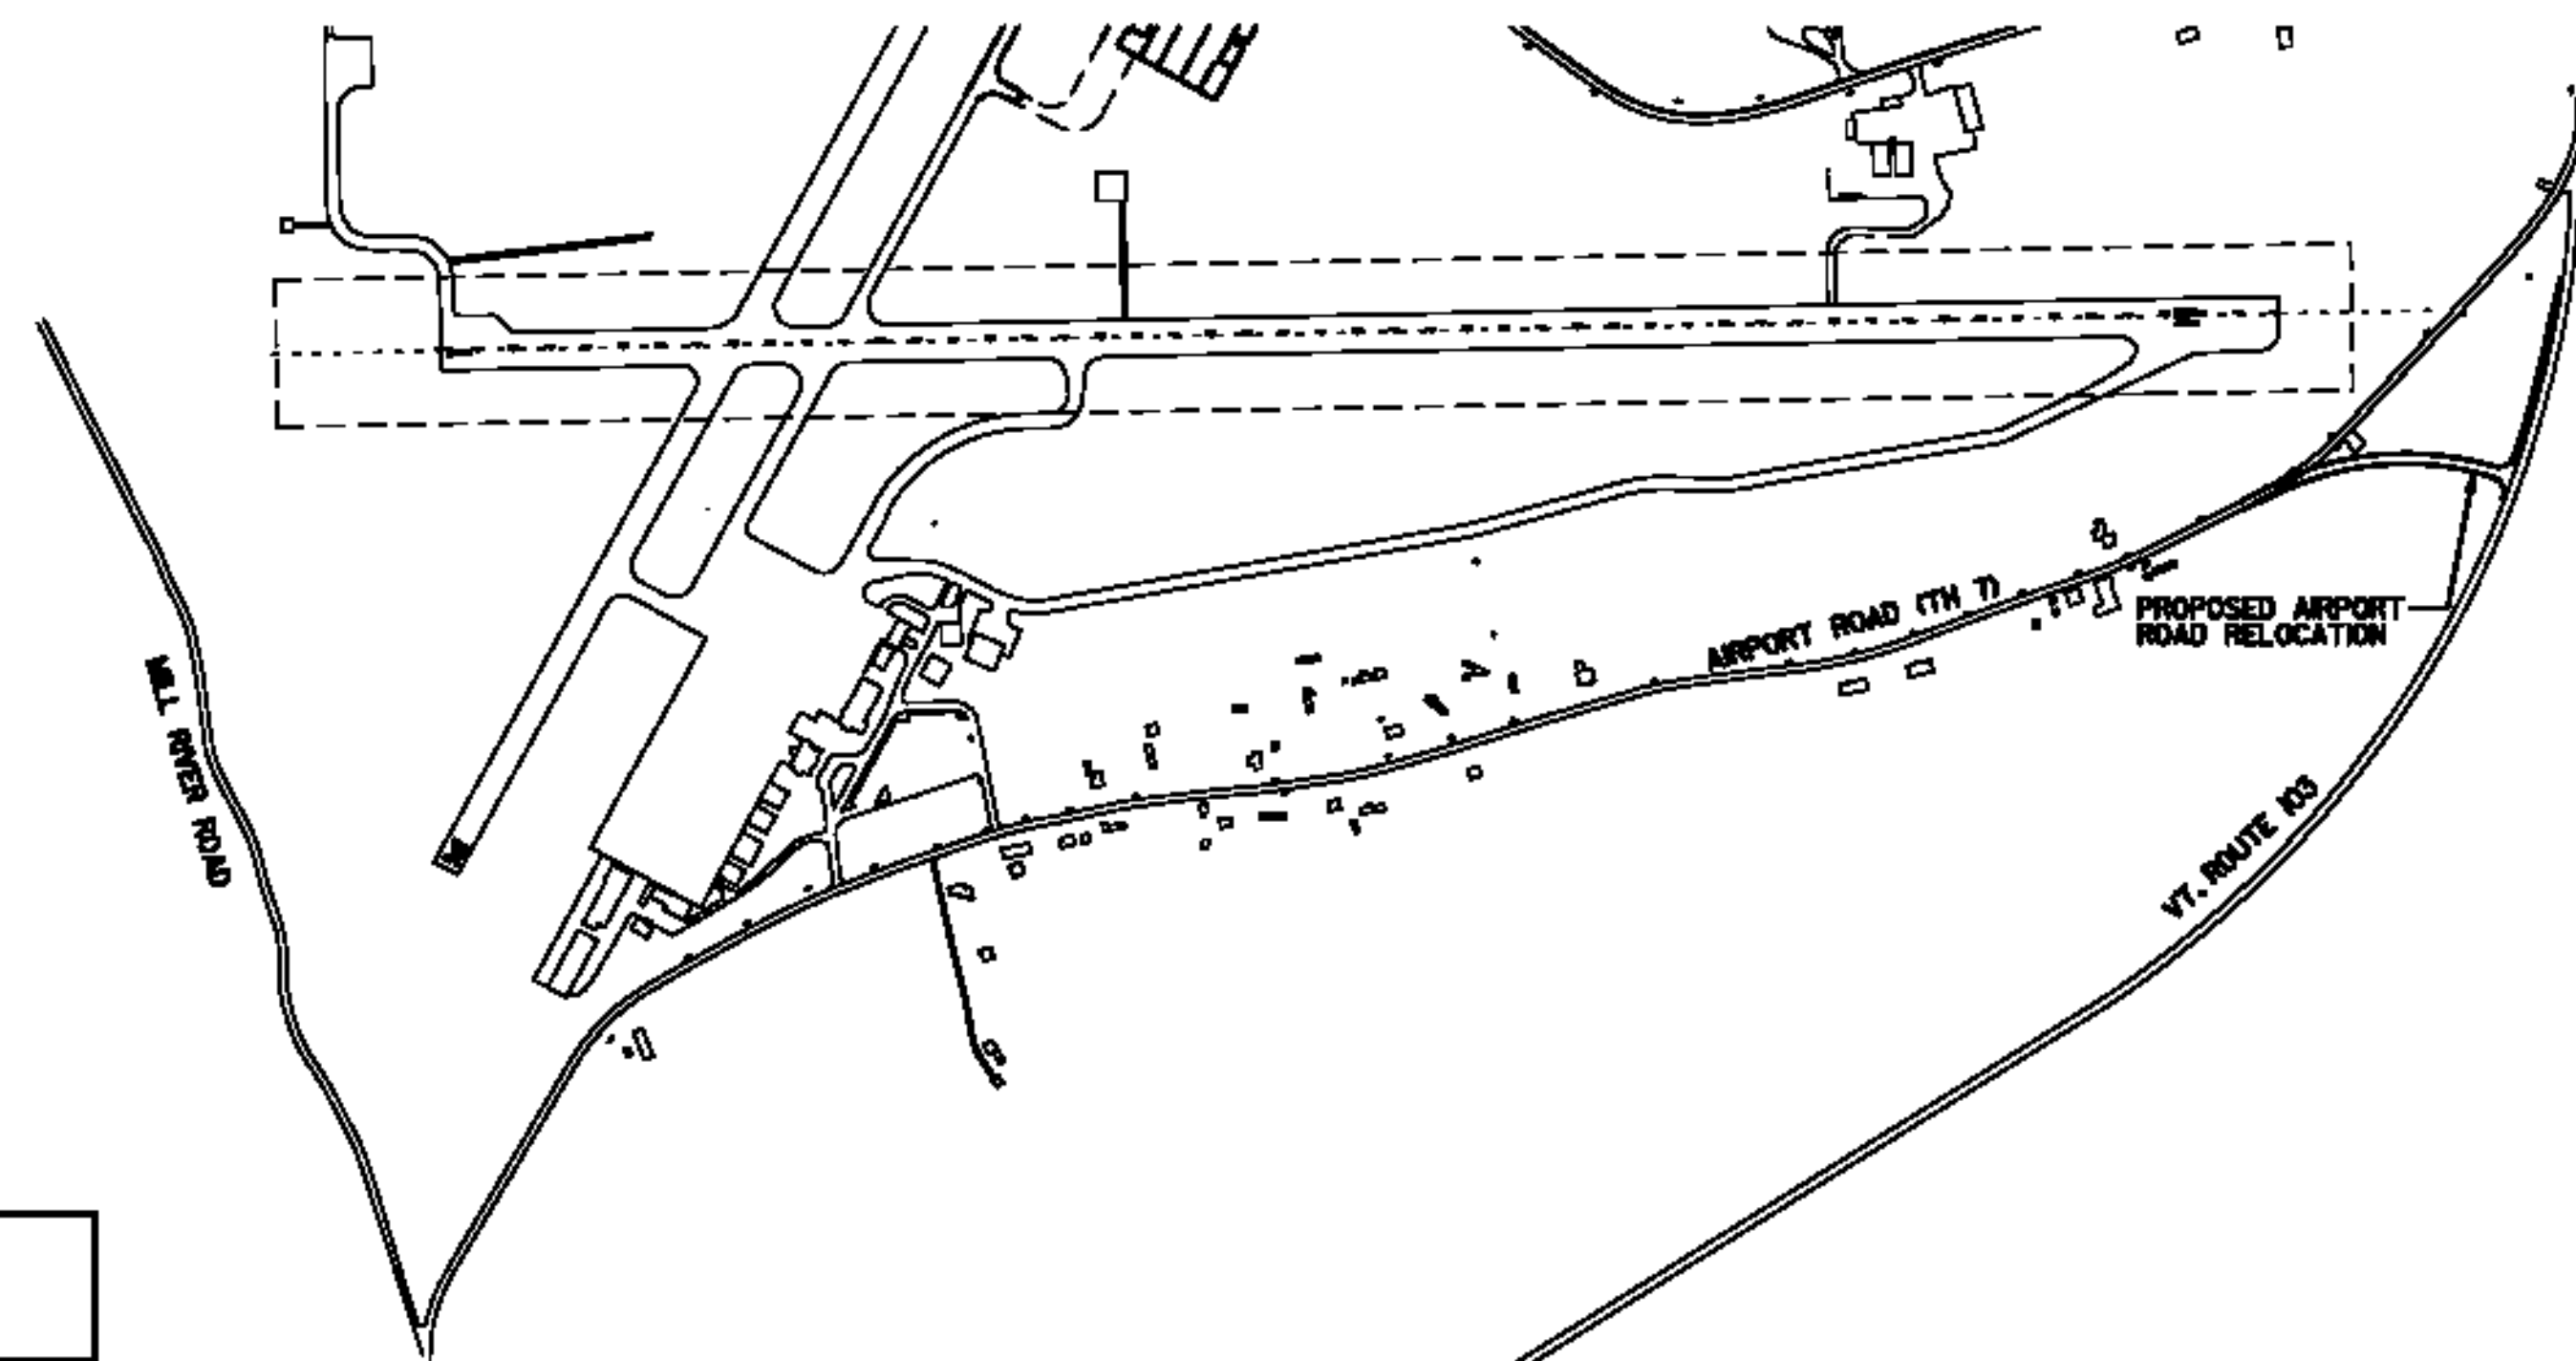 AIRPORT ROAD (TH 7)
PROPOSED AIRPORT
ROAD RELOCATION
MILL RIVER ROAD
VT. ROUTE 103